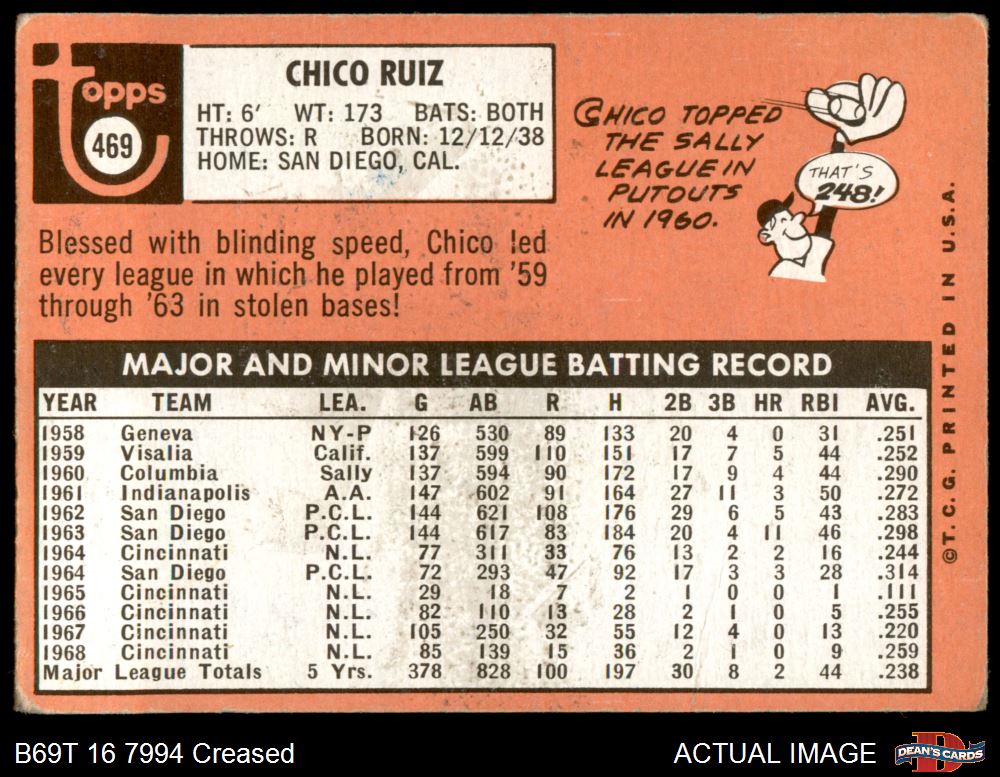 topps
469
CHICO RUIZ
HT: 6' WT: 173 BATS: BOTH
THROWS: R BORN: 12/12/38
HOME: SAN DIEGO, CAL.
CHICO TOPPED
THE SALLY
LEAGUE IN
PUTOUTS
IN 1960.
THAT'S
248!
Blessed with blinding speed, Chico led
every league in which he played from '59
through '63 in stolen bases!
MAJOR AND MINOR LEAGUE BATTING RECORD
YEAR TEAM LEA. G AB R H 2B 3B HR RBI AVG.
1958 Geneva NY-P 126 530 89 133 20 4 0 31 .251
1959 Visalia Calif. 137 599 110 151 17 7 5 44 .252
1960 Columbia Sally 137 594 90 172 17 9 4 44 .290
1961 Indianapolis A.A. 147 602 91 164 27 11 3 50 .272
1962 San Diego P.C.L. 144 621 108 176 29 6 5 43 .283
1963 San Diego P.C.L. 144 617 83 184 20 4 11 46 .298
1964 Cincinnati N.L. 77 311 33 76 13 2 2 16 .244
1964 San Diego P.C.L. 72 293 47 92 17 3 3 28 .314
1965 Cincinnati N.L. 29 18 7 2 1 0 0 1 .111
1966 Cincinnati N.L. 82 110 13 28 2 1 0 5 .255
1967 Cincinnati N.L. 105 250 32 55 12 4 0 13 .220
1968 Cincinnati N.L. 85 139 15 36 2 1 0 9 .259
Major League Totals 5 Yrs. 378 828 100 197 30 8 2 44 .238
©T.C.G. PRINTED IN U.S.A.
B69T 16 7994 Creased
ACTUAL IMAGE
DEAN'S CARDS